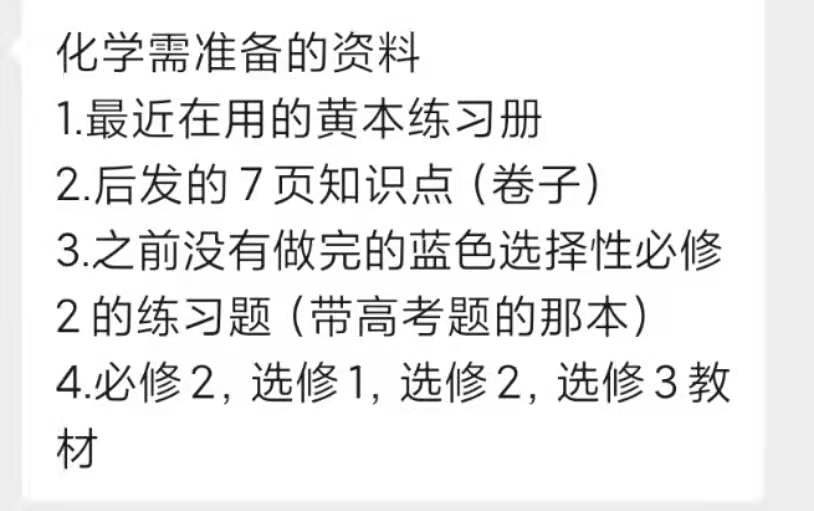 化学需准备的资料
1.最近在用的黄本练习册
2.后发的7页知识点（卷子）
3.之前没有做完的蓝色选择性必修
2的练习题（带高考题的那本）
4.必修2，选修1，选修2，选修3教
材